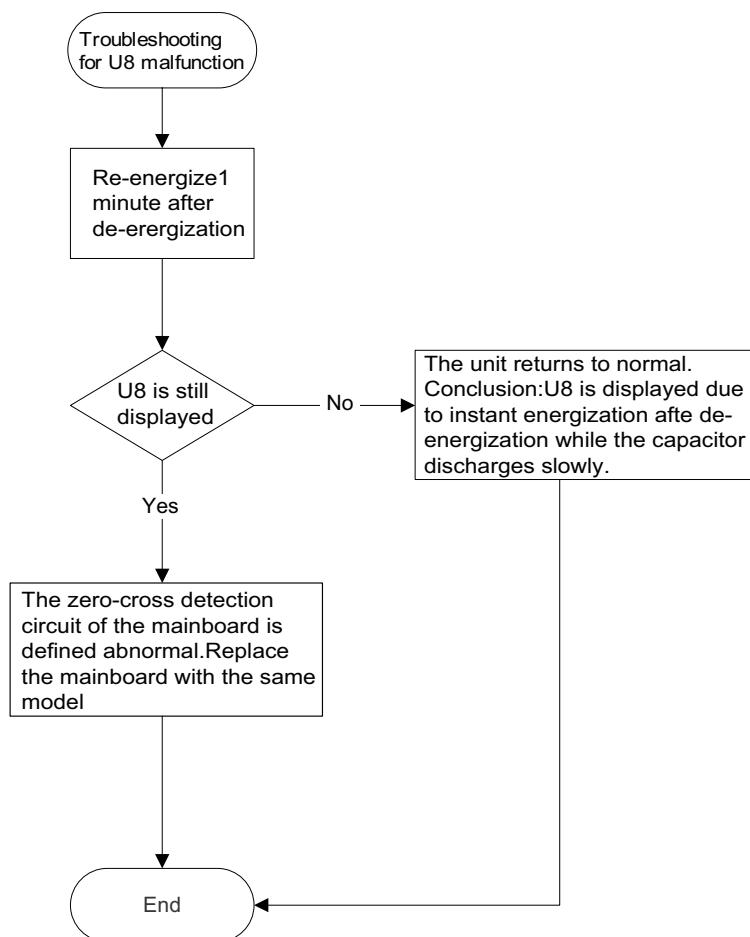 Troubleshooting
for U8 malfunction
Re-energize1
minute after
de-erergization
U8 is still
displayed
No
The unit returns to normal.
Conclusion:U8 is displayed due
to instant energization afte de-
energization while the capacitor
discharges slowly.
Yes
The zero-cross detection
circuit of the mainboard is
defined abnormal.Replace
the mainboard with the same
model
End